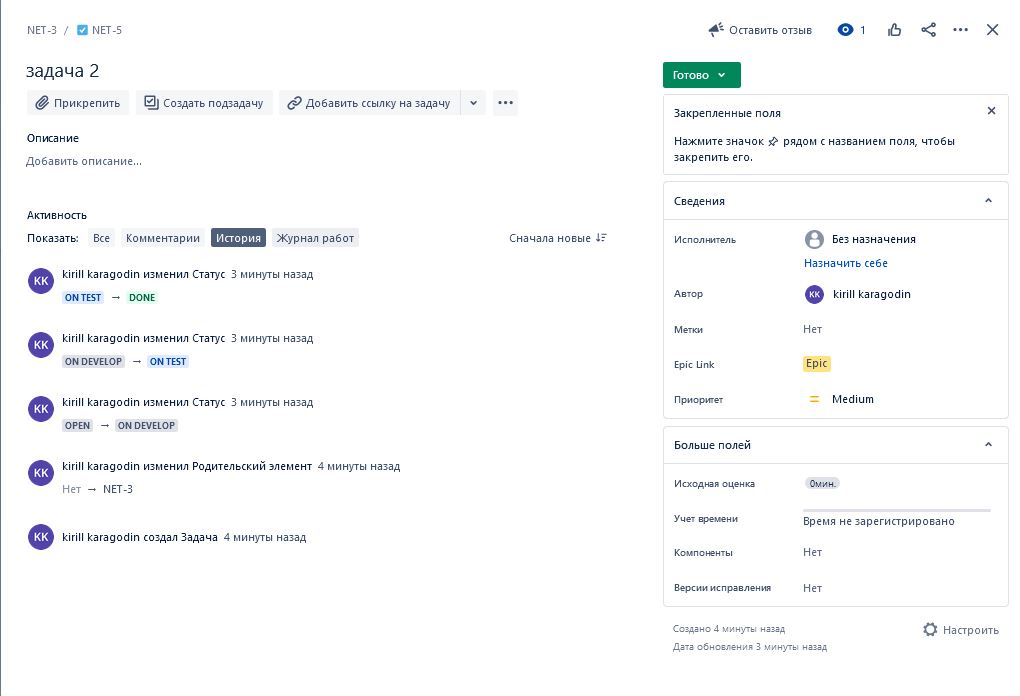 NET-3 / NET-5
Оставить отзыв 1
задача 2
Прикрепить Создать подзадачу Добавить ссылку на задачу
Описание
Добавить описание...
Активность
Показать: Все Комментарии История Журнал работ Сначала новые
KK kirill karagodin изменил Статус 3 минуты назад
ON TEST → DONE
KK kirill karagodin изменил Статус 3 минуты назад
ON DEVELOP → ON TEST
KK kirill karagodin изменил Статус 3 минуты назад
OPEN → ON DEVELOP
KK kirill karagodin изменил Родительский элемент 4 минуты назад
Нет → NET-3
KK kirill karagodin создал Задача 4 минуты назад
Готово
Закрепленные поля
Нажмите значок рядом с названием поля, чтобы
закрепить его.
Сведения
Исполнитель Без назначения
Назначить себе
Автор KK kirill karagodin
Метки Нет
Epic Link Epic
Приоритет Medium
Больше полей
Исходная оценка 0мин.
Учет времени Время не зарегистрировано
Компоненты Нет
Версии исправления Нет
Создано 4 минуты назад Настроить
Дата обновления 3 минуты назад